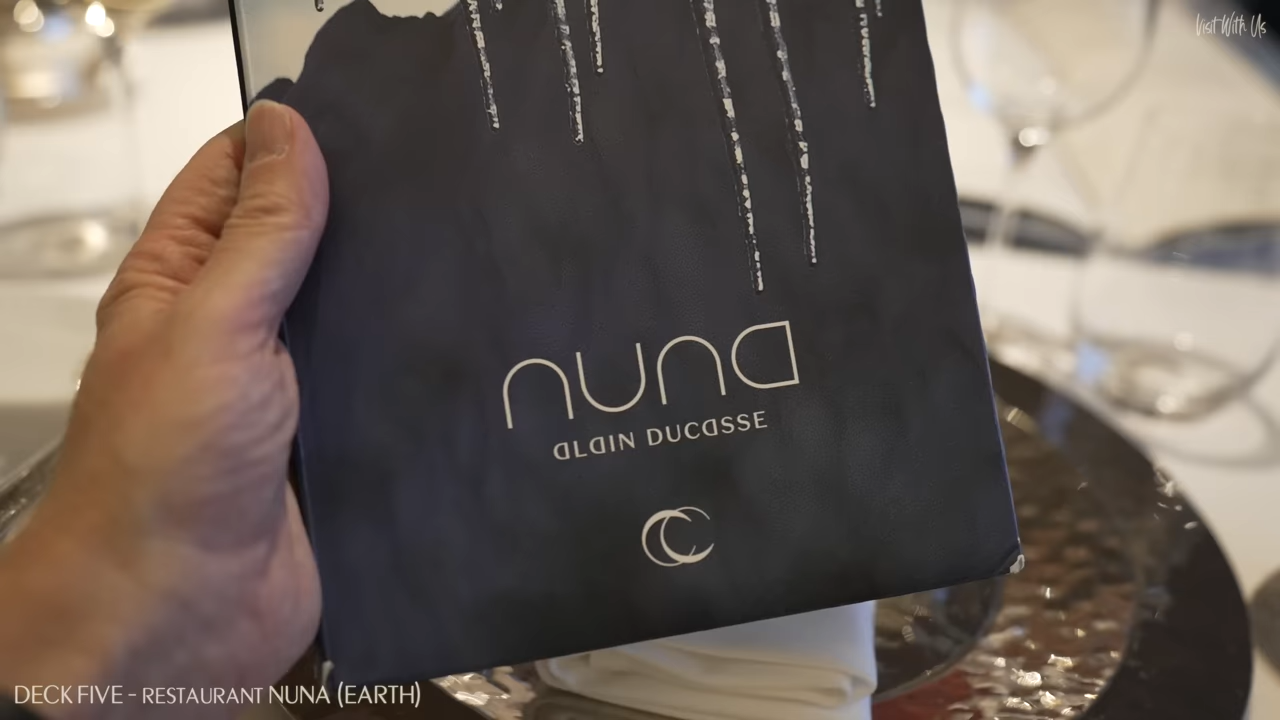 Visit With Us
nuna
aLaIN DUCaSSE
DECK FIVE - RESTAURANT NUNA (EARTH)